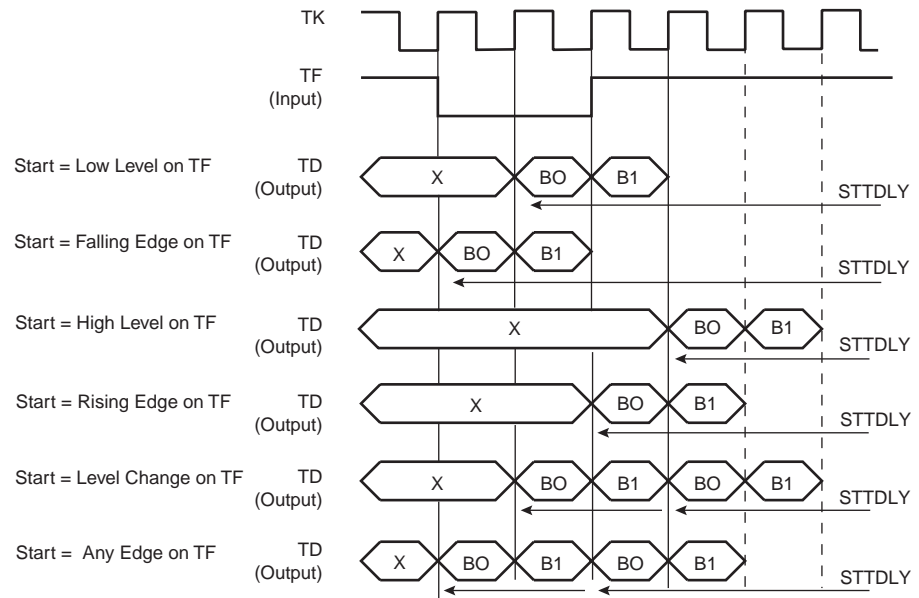 TK
TF
(Input)
Start = Low Level on TF
TD
(Output)
X
BO
B1
STTDLY
Start = Falling Edge on TF
TD
(Output)
X
BO
B1
STTDLY
Start = High Level on TF
TD
(Output)
X
BO
B1
STTDLY
Start = Rising Edge on TF
TD
(Output)
X
BO
B1
STTDLY
Start = Level Change on TF
TD
(Output)
X
BO
B1
BO
B1
STTDLY
Start = Any Edge on TF
TD
(Output)
X
BO
B1
BO
B1
STTDLY